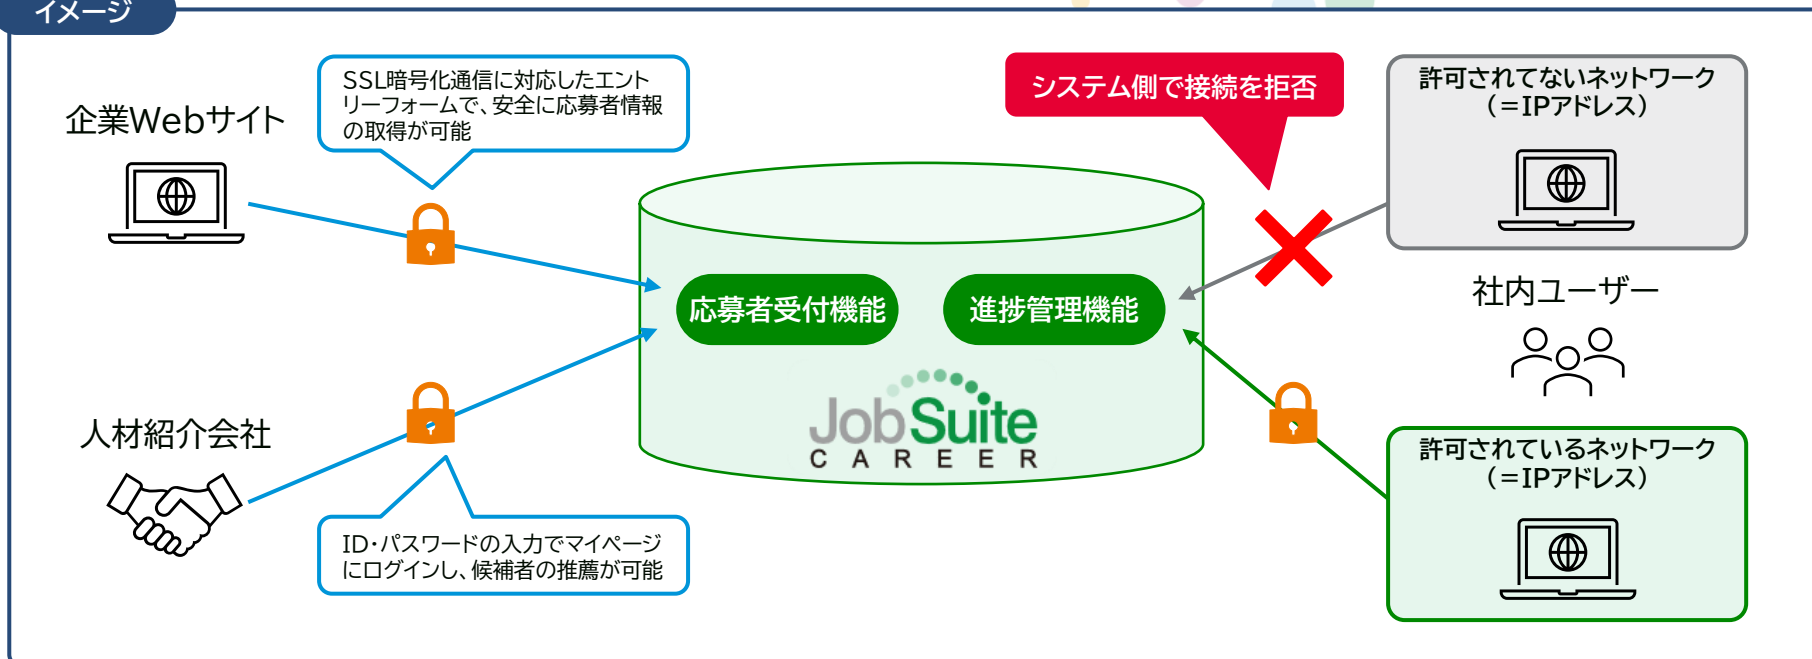 イメージ
企業Webサイト
SSL暗号化通信に対応したエント
リーフォームで、安全に応募者情報
の取得が可能
システム側で接続を拒否
許可されてないネットワーク
(=IPアドレス)
応募者受付機能
進捗管理機能
社内ユーザー
JobSuite
CAREER
人材紹介会社
ID・パスワードの入力でマイページ
にログインし、候補者の推薦が可能
許可されているネットワーク
(=IPアドレス)